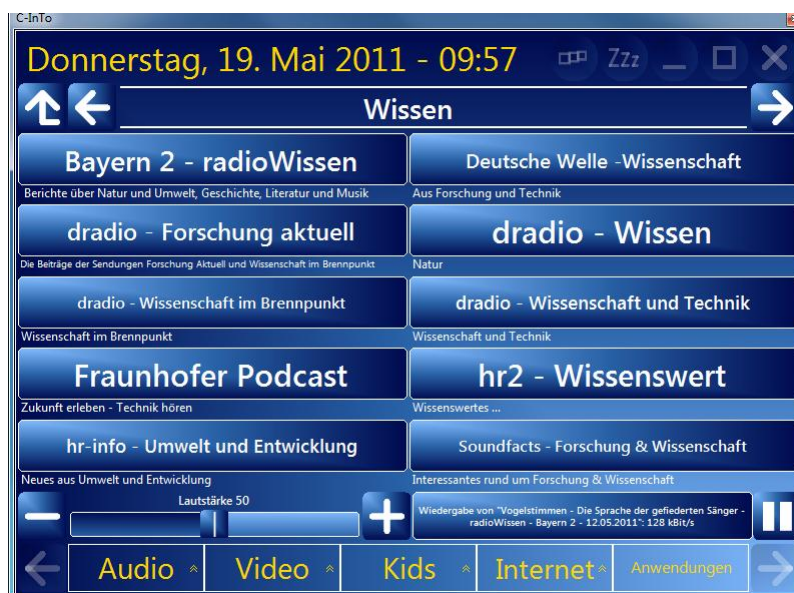 C-InTo
Donnerstag, 19. Mai 2011 - 09:57
Zzz
Wissen
Bayern 2 - radioWissen
Deutsche Welle -Wissenschaft
Berichte über Natur und Umwelt, Geschichte, Literatur und Musik
Aus Forschung und Technik
dradio - Forschung aktuell
dradio - Wissen
Die Beiträge der Sendungen Forschung Aktuell und Wissenschaft im Brennpunkt
Natur
dradio - Wissenschaft im Brennpunkt
dradio - Wissenschaft und Technik
Wissenschaft im Brennpunkt
Wissenschaft und Technik
Fraunhofer Podcast
hr2 - Wissenswert
Zukunft erleben - Technik hören
Wissenswertes ...
hr-info - Umwelt und Entwicklung
Soundfacts - Forschung & Wissenschaft
Neues aus Umwelt und Entwicklung
Interessantes rund um Forschung & Wissenschaft
Lautstärke 50
Wiedergabe von "Vogelstimmen - Die Sprache der gefiederten Sänger -
radioWissen - Bayern 2 - 12.05.2011": 128 kBit/s
Audio
Video
Kids
Internet
Anwendungen